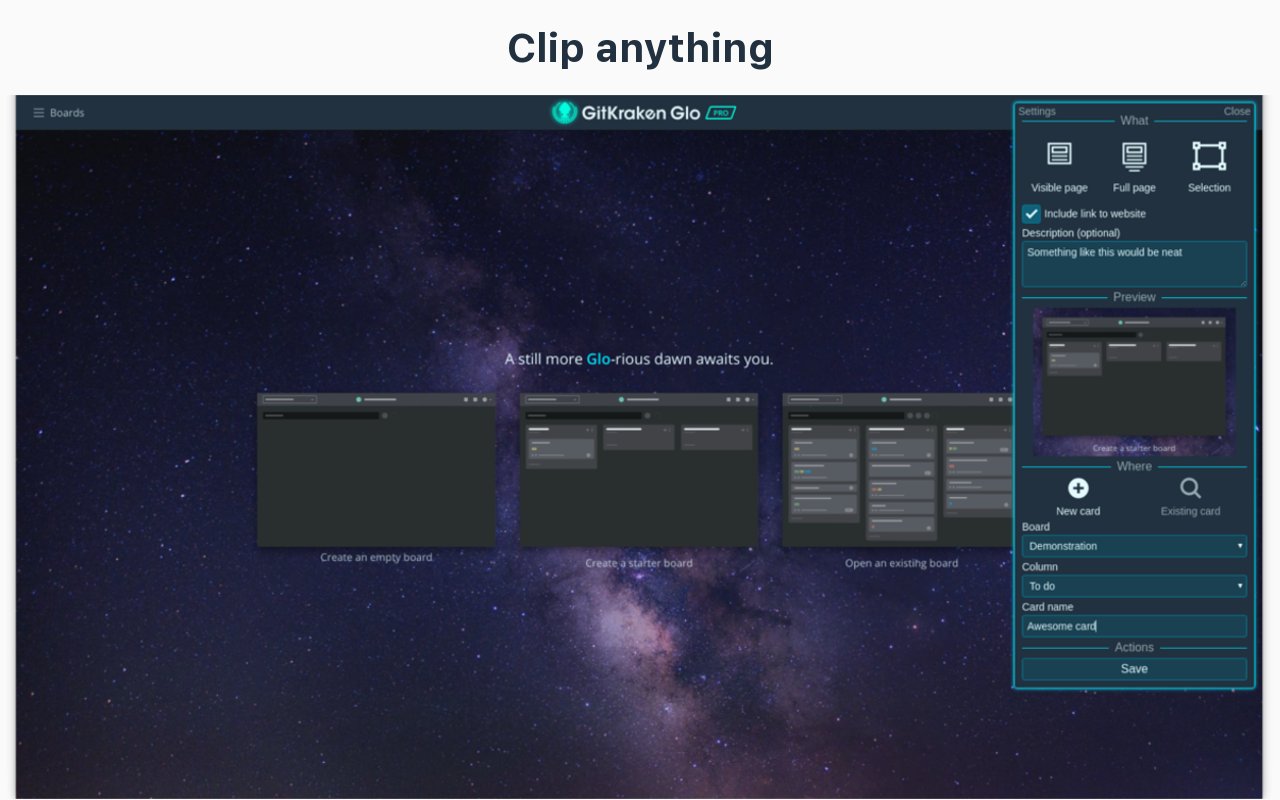 Clip anything
Boards
GitKraken Glo PRO
Settings
Close
What
Visible page
Full page
Selection
Include link to website
Description (optional)
Something like this would be neat
Preview
Create a starter board
Where
New card
Existing card
Board
Demonstration
Column
To do
Card name
Awesome card
Actions
Save
A still more Glo-rious dawn awaits you.
Create an empty board
Create a starter board
Open an existing board